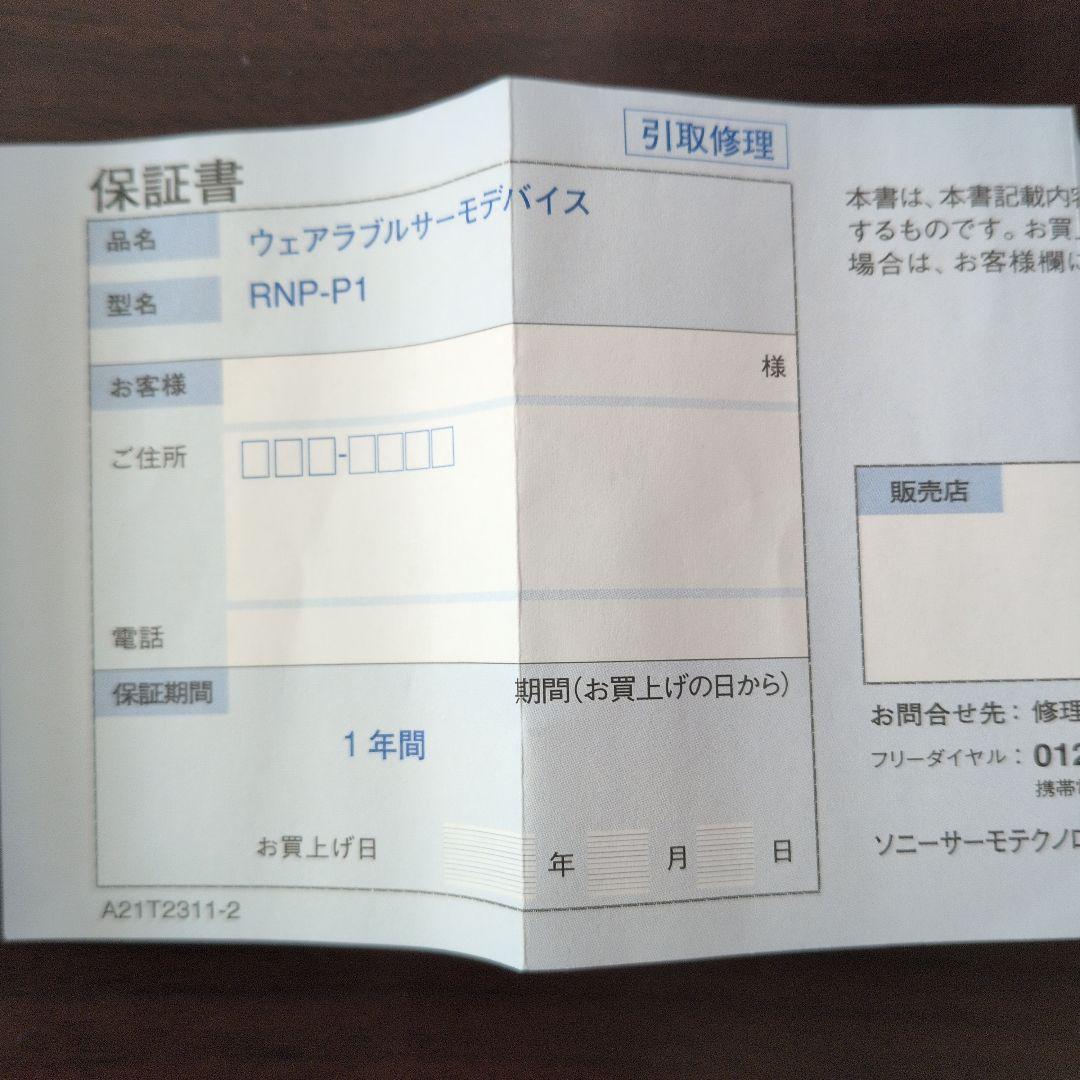 保証書
引取修理
品名 ウェアラブルサーモデバイス
型名 RNP-P1
お客様 様
ご住所
電話
保証期間 期間(お買上げの日から)
1年間
お買上げ日 年 月 日
A21T2311-2
本書は、本書記載内容
するものです。お買上
場合は、お客様欄に
販売店
お問合せ先：修理
フリーダイヤル：012
携帯
ソニーサーモテクノロ